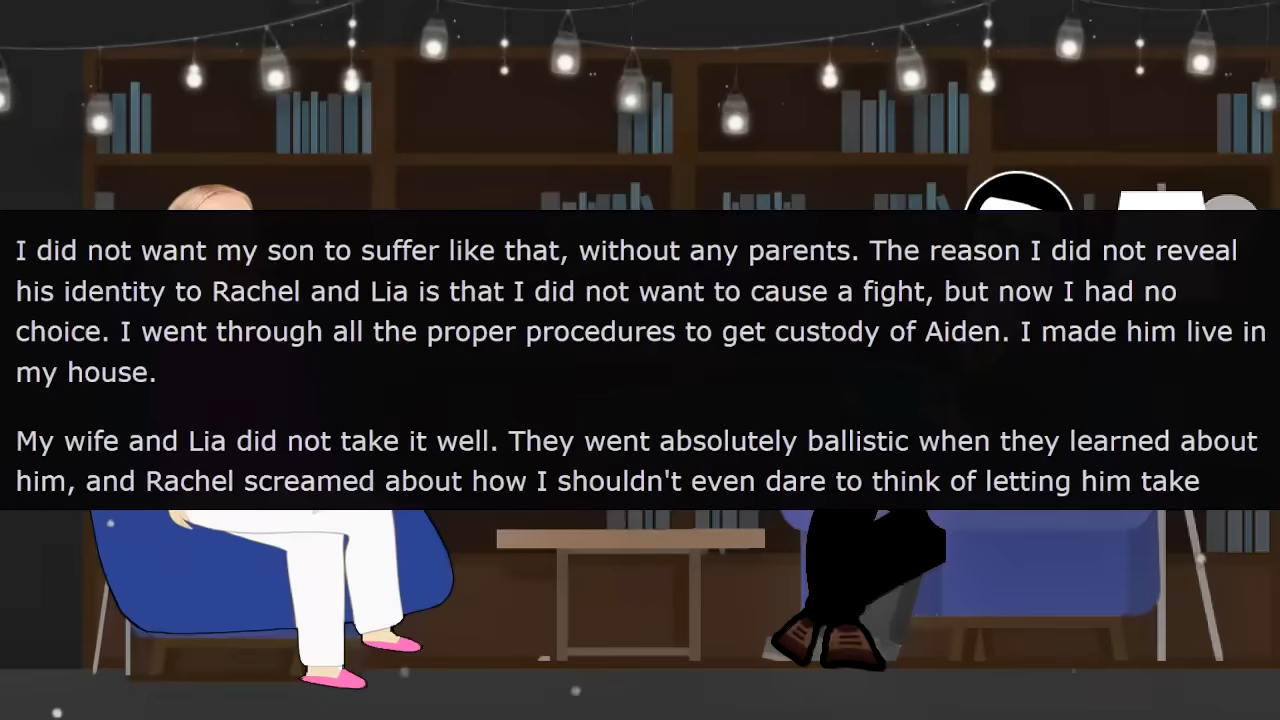 I did not want my son to suffer like that, without any parents. The reason I did not reveal
his identity to Rachel and Lia is that I did not want to cause a fight, but now I had no
choice. I went through all the proper procedures to get custody of Aiden. I made him live in
my house.
My wife and Lia did not take it well. They went absolutely ballistic when they learned about
him, and Rachel screamed about how I shouldn't even dare to think of letting him take